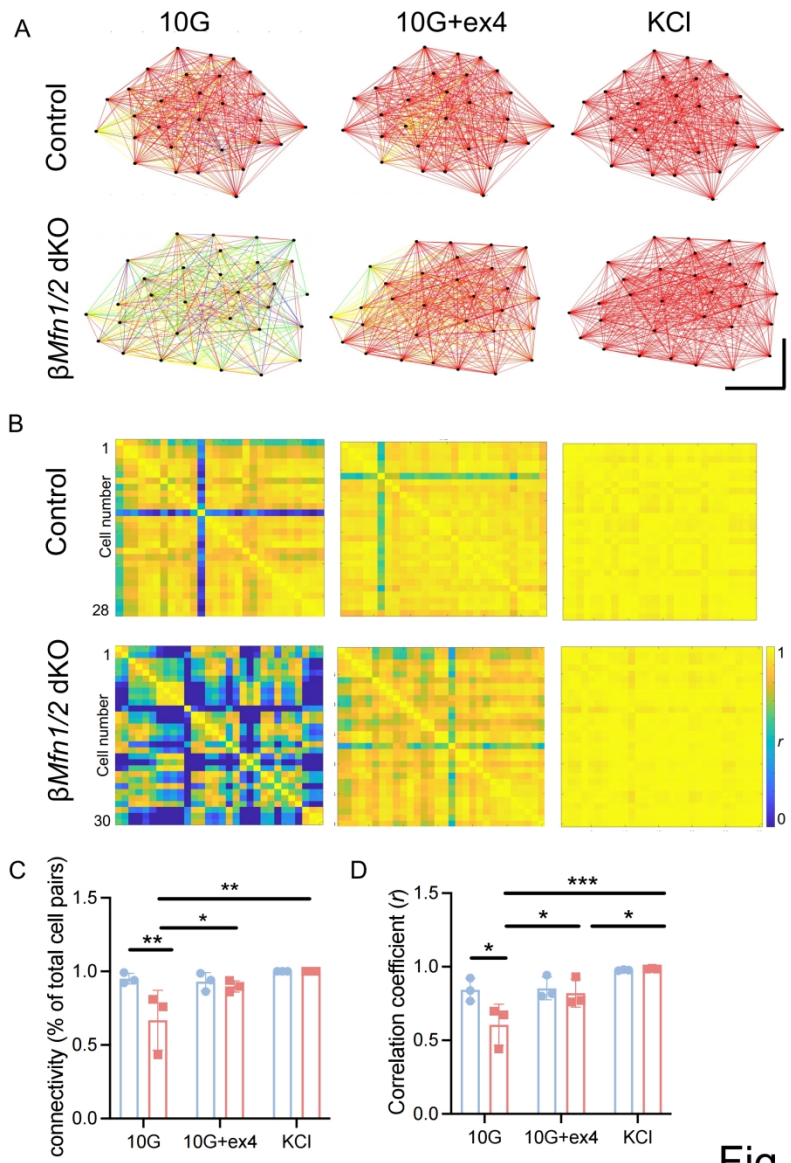 A
10G
10G+ex4
KCl
Control
βMfn1/2 dKO
B
Control
Cell number
1
28
βMfn1/2 dKO
Cell number
1
30
1
r
0
C
connectivity (% of total cell pairs)
1.5
1.0
0.5
0.0
**
*
**
10G
10G+ex4
KCl
D
Correlation coefficient (r)
1.5
1.0
0.5
0.0
***
*
*
*
10G
10G+ex4
KCl